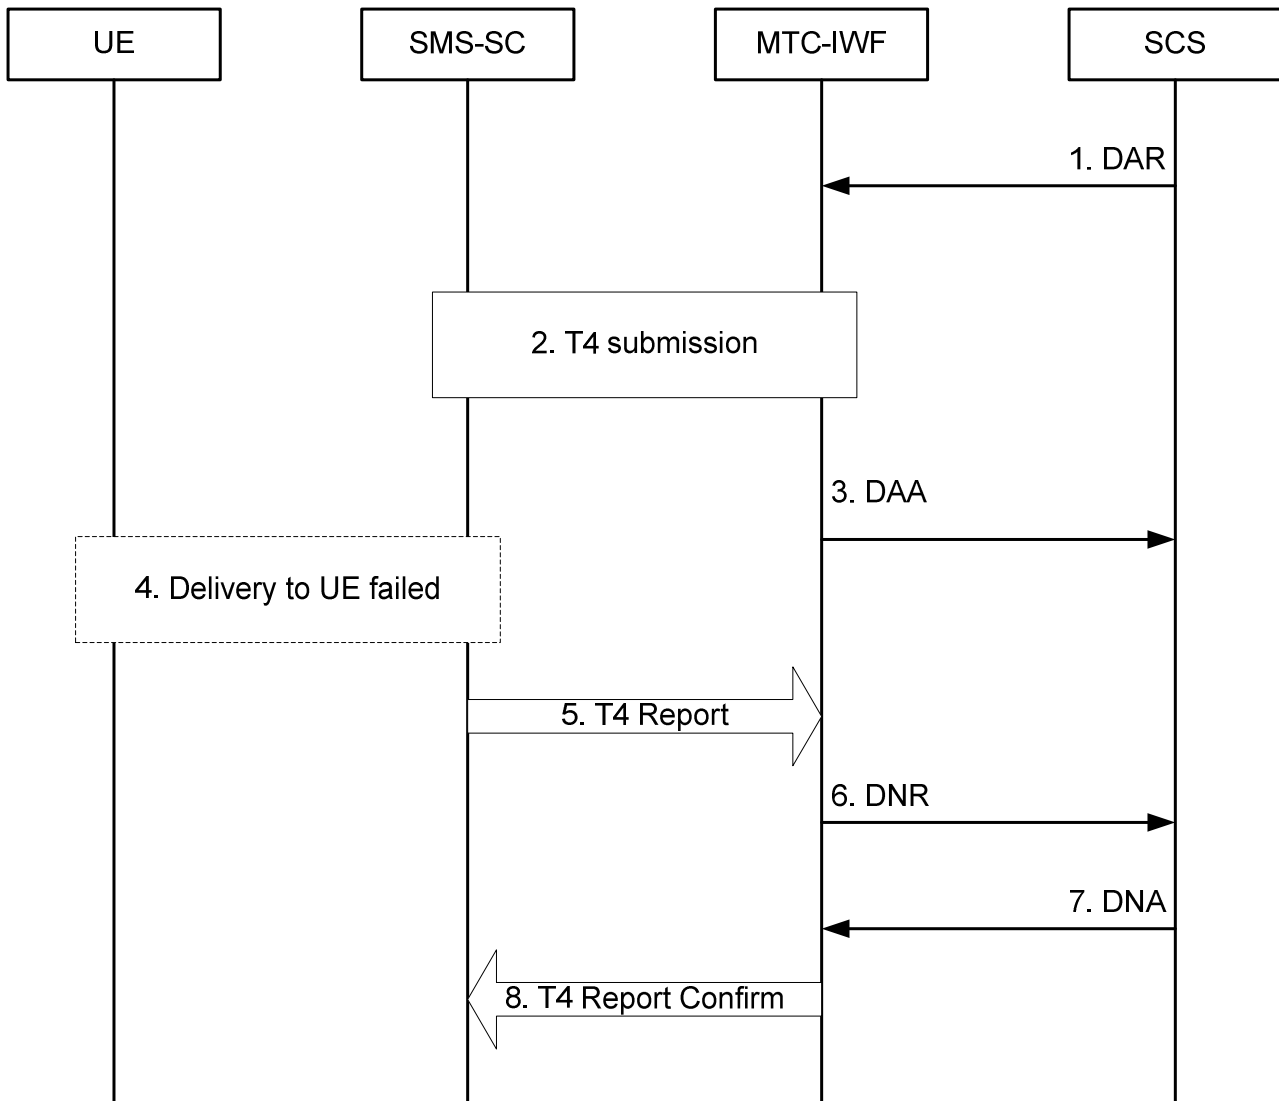 UE
SMS-SC
MTC-IWF
SCS
1. DAR
2. T4 submission
3. DAA
4. Delivery to UE failed
5. T4 Report
6. DNR
7. DNA
8. T4 Report Confirm